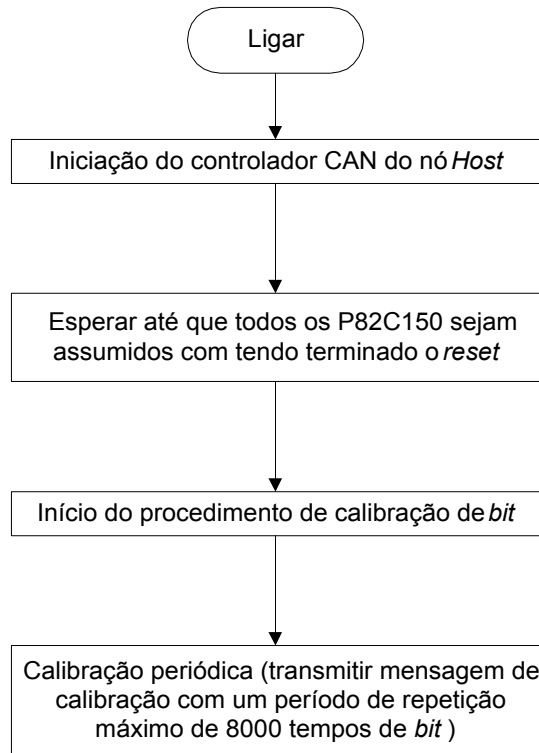 Ligar
Iniciação do controlador CAN do nó Host
Esperar até que todos os P82C150 sejam
assumidos com tendo terminado o reset
Início do procedimento de calibração de bit
Calibração periódica (transmitir mensagem de
calibração com um período de repetição
máximo de 8000 tempos de bit )